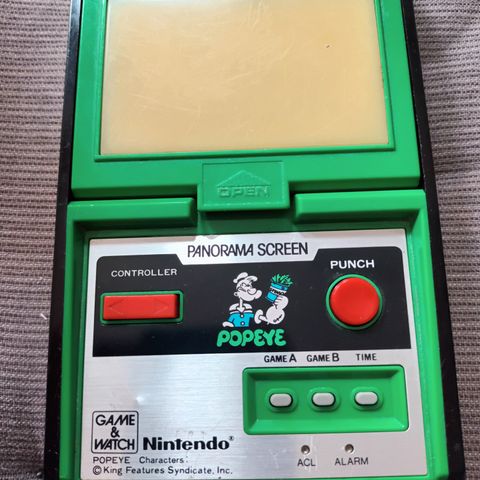 OPEN
PANORAMA SCREEN
CONTROLLER
PUNCH
POPEYE
GAME A GAME B TIME
GAME
&
WATCH Nintendo®
ACL ALARM
POPEYE Characters:
© King Features Syndicate, Inc.